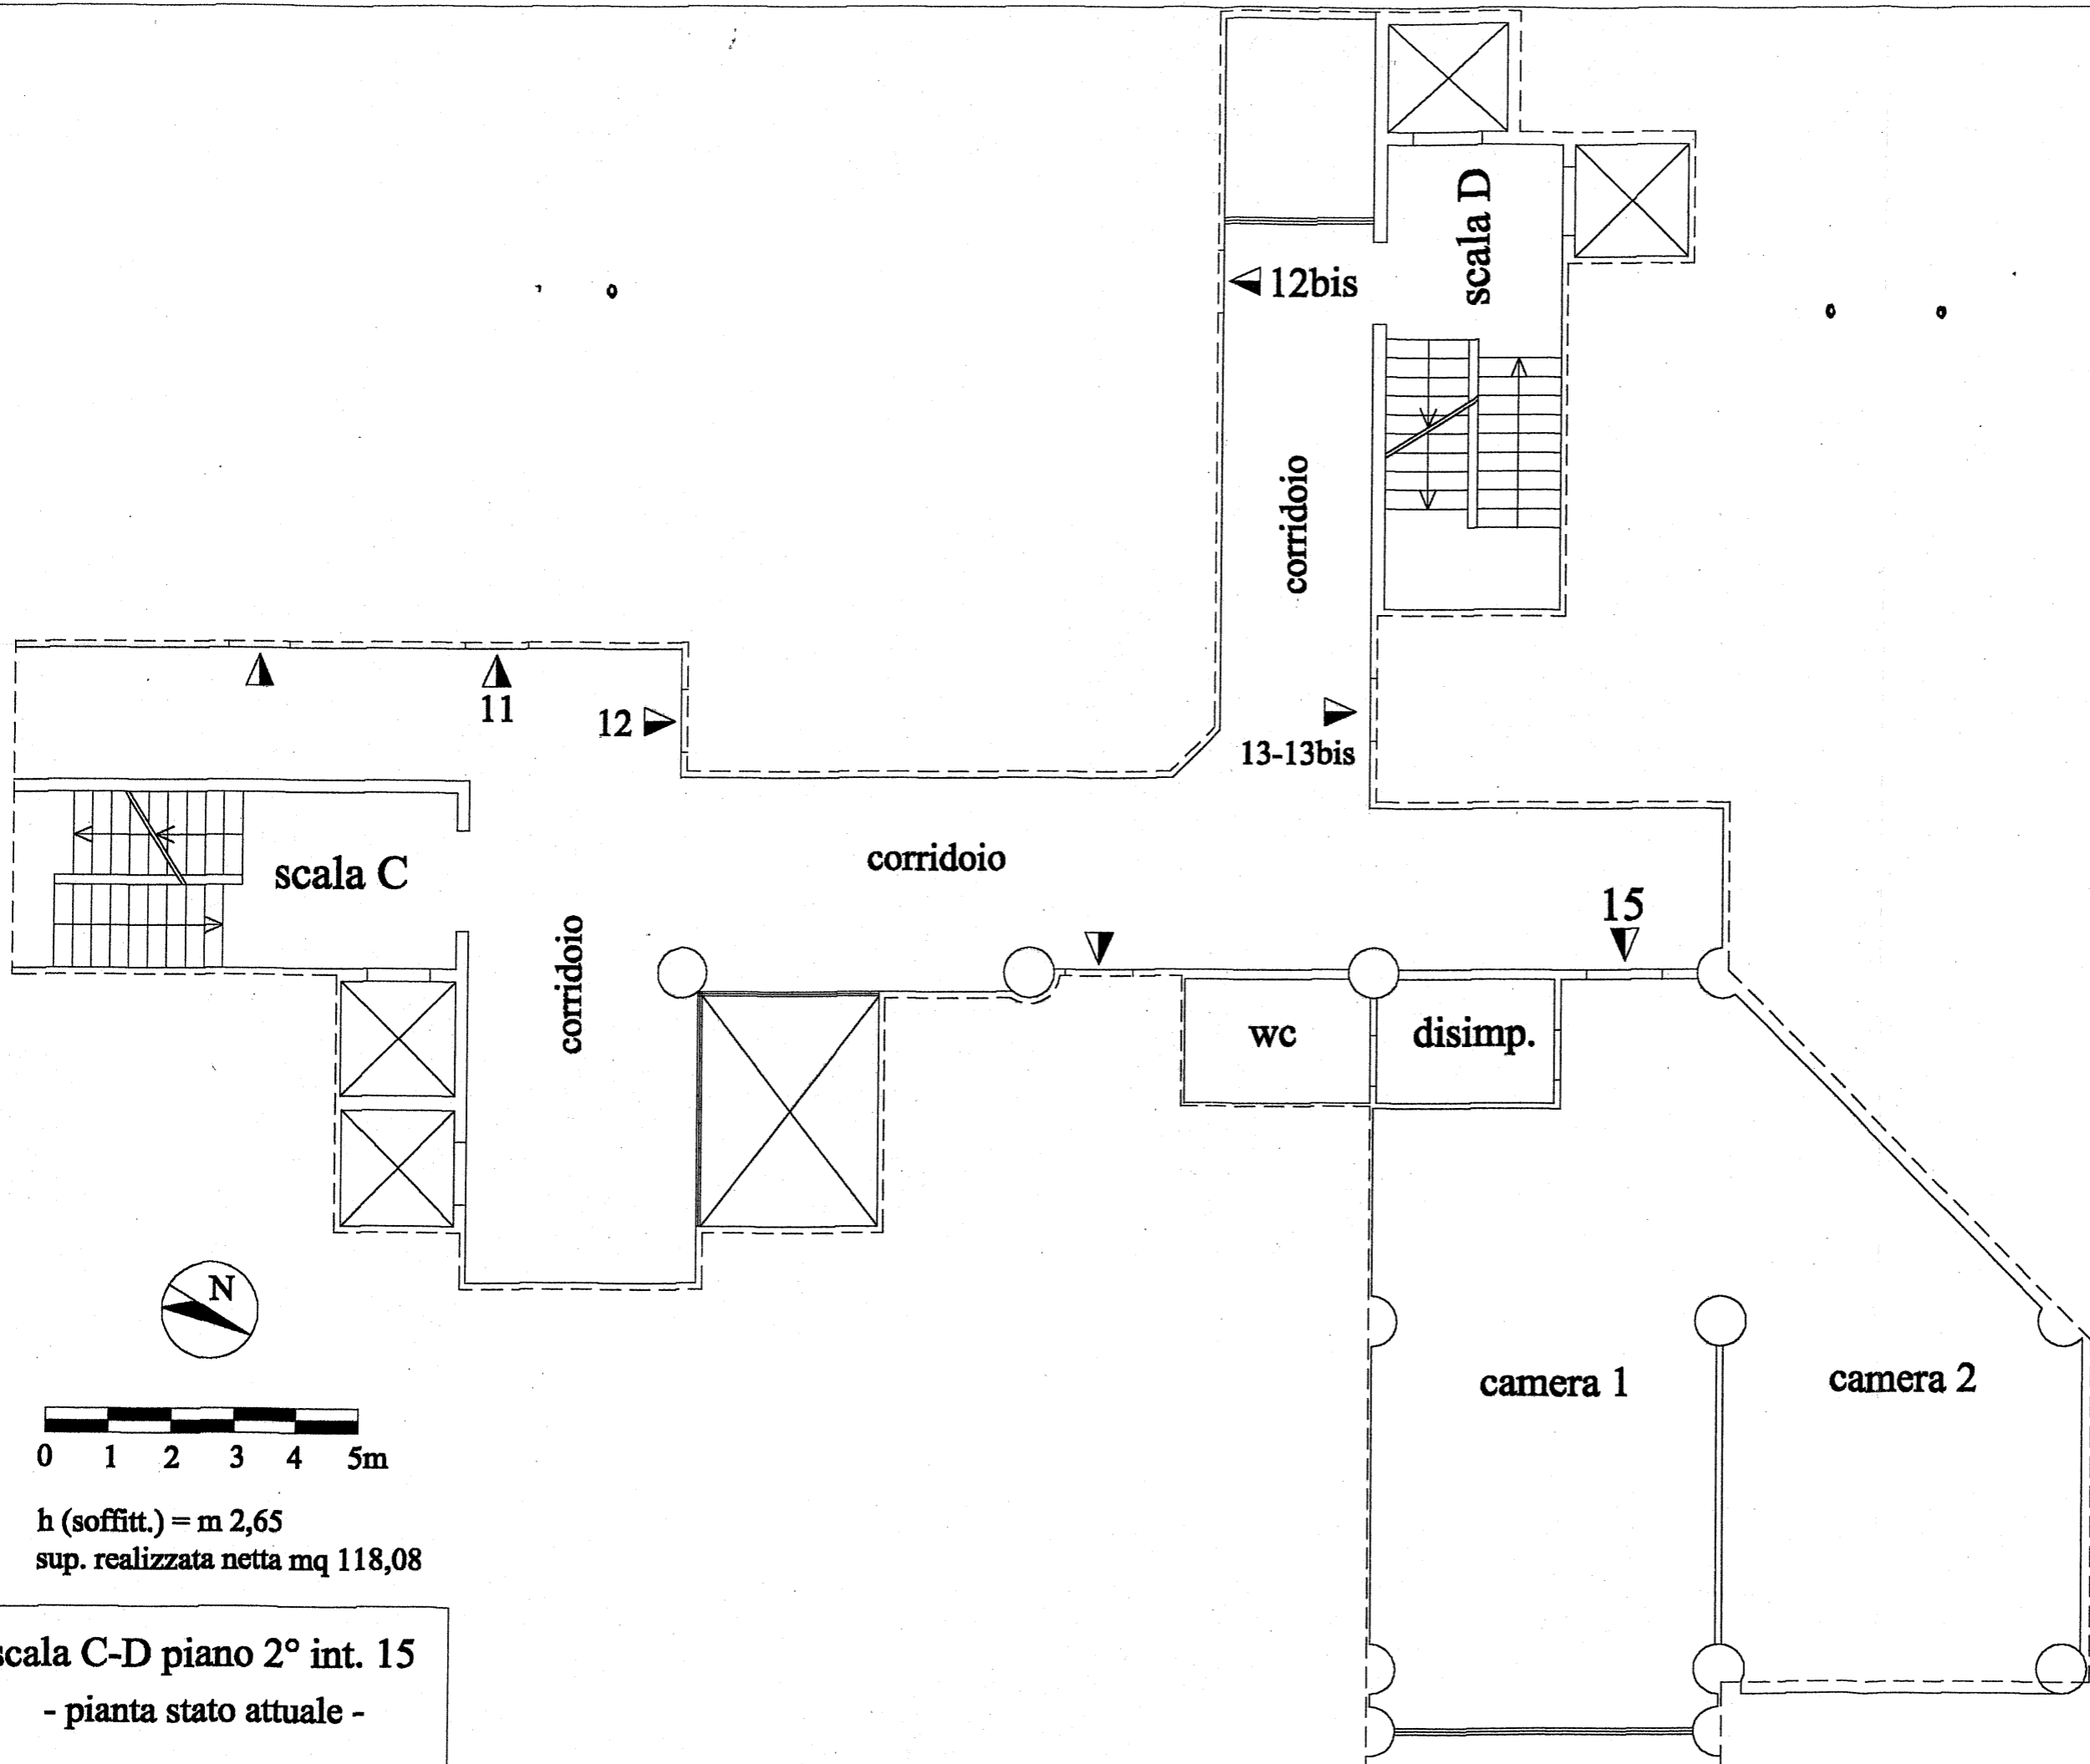 scala D
12bis
corridoio
11
12
13-13bis
scala C
corridoio
15
corridoio
wc
disimp.
N
camera 1
camera 2
0 1 2 3 4 5m
h (soffitt.) = m 2,65
sup. realizzata netta mq 118,08
scala C-D piano 2° int. 15
- pianta stato attuale -